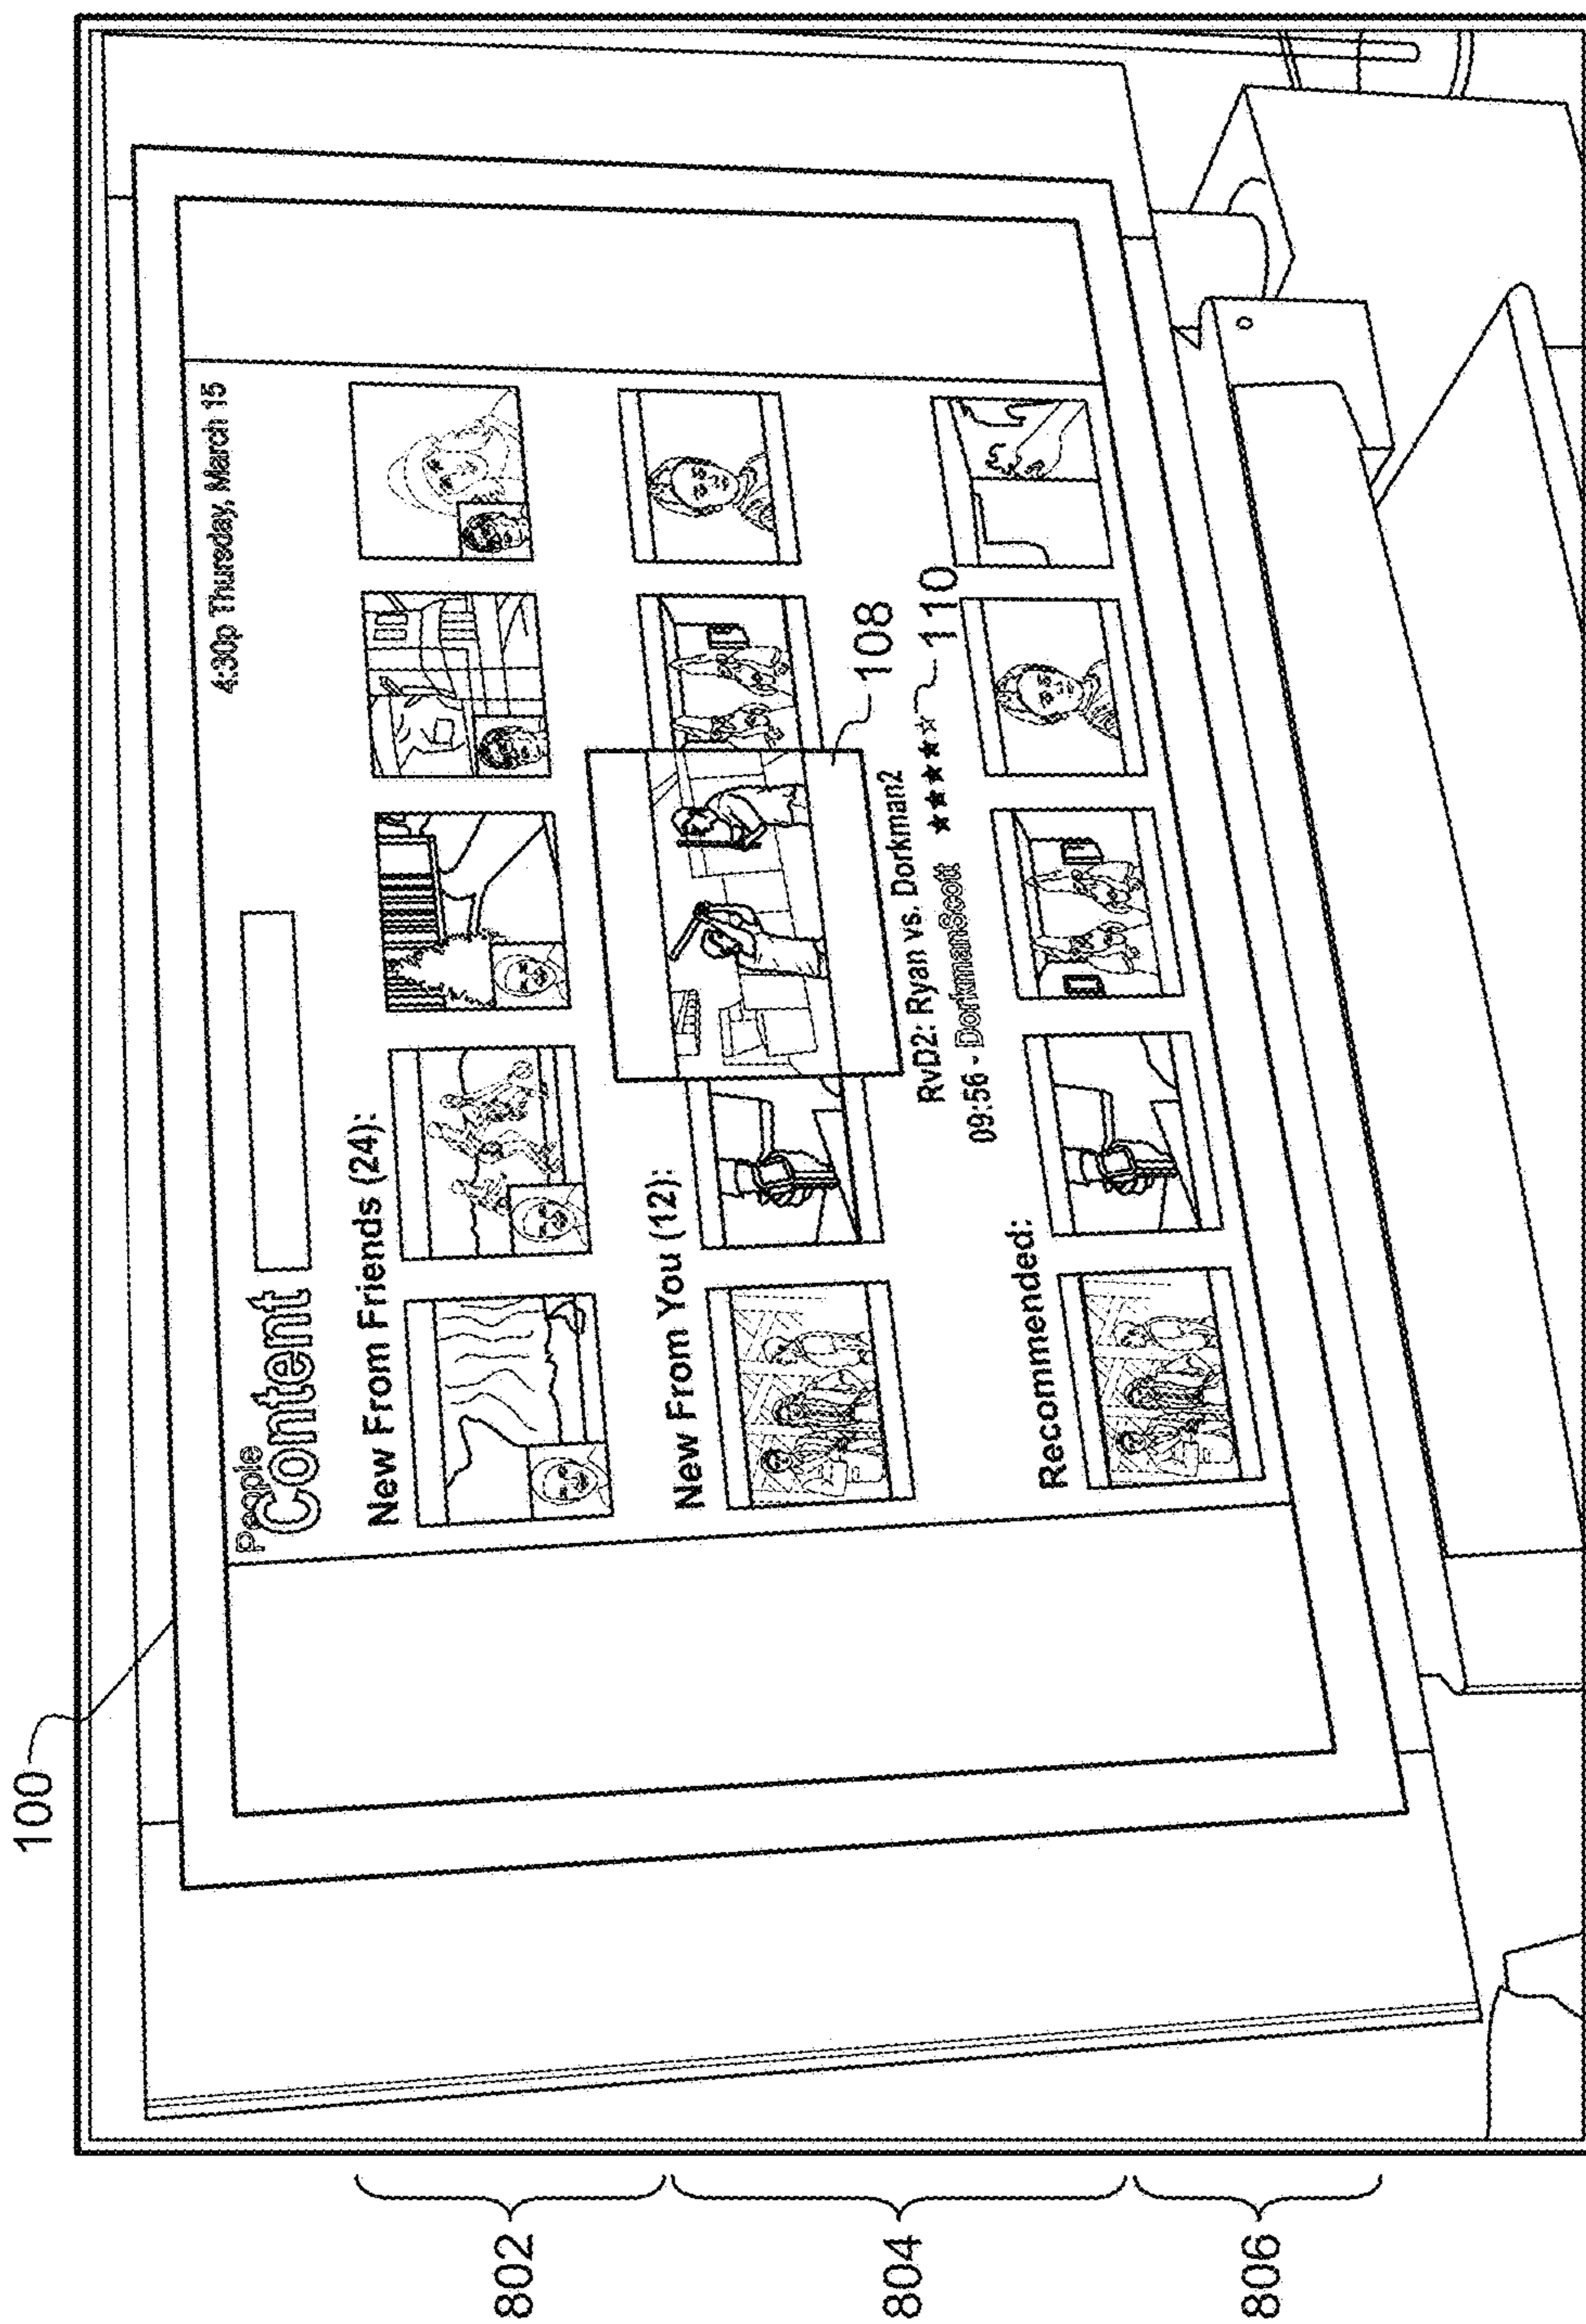 100
People
Content
4:30p Thursday, March 15
New From Friends (24):
802
New From You (12):
108
804
RvD2: Ryan vs. Dorkman2
09:56 - DorkmanScott ★★★★☆ 110
Recommended:
806